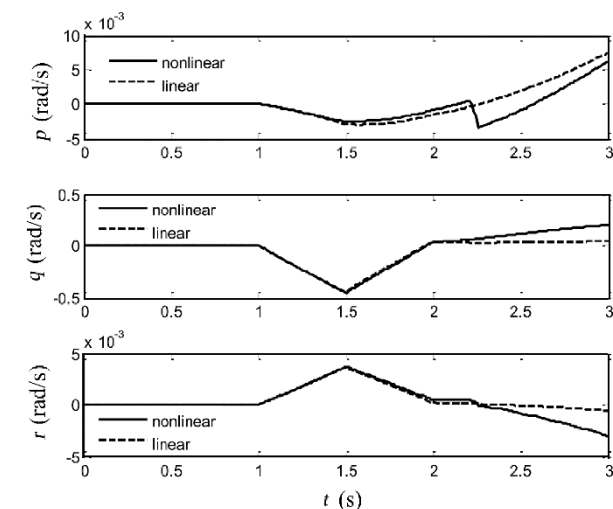 x 10⁻³
10
5
0
-5
p (rad/s)
nonlinear
linear
0 0.5 1 1.5 2 2.5 3
0.5
0
-0.5
q (rad/s)
nonlinear
linear
0 0.5 1 1.5 2 2.5 3
x 10⁻³
5
0
-5
r (rad/s)
nonlinear
linear
0 0.5 1 1.5 2 2.5 3
t (s)